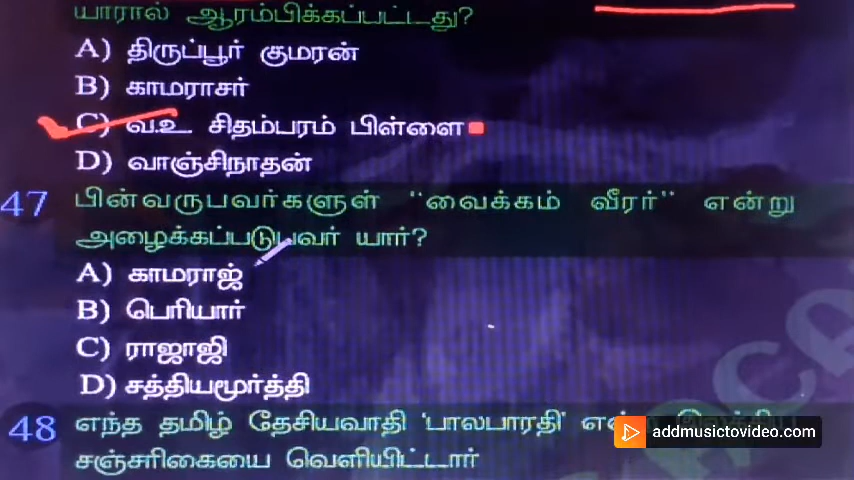 யாரால் ஆரம்பிக்கப்பட்டது?
A) திருப்பூர் குமரன்
B) காமராசர்
C) வ.உ. சிதம்பரம் பிள்ளை
D) வாஞ்சிநாதன்
47 பின்வருபவர்களுள் "வைக்கம் வீரர்" என்று
அழைக்கப்படுபவர் யார்?
A) காமராஜ்
B) பெரியார்
C) ராஜாஜி
D) சத்தியமூர்த்தி
48 எந்த தமிழ் தேசியவாதி 'பாலபாரதி'
சஞ்சரிகையை வெளியிட்டார்
addmusictovideo.com